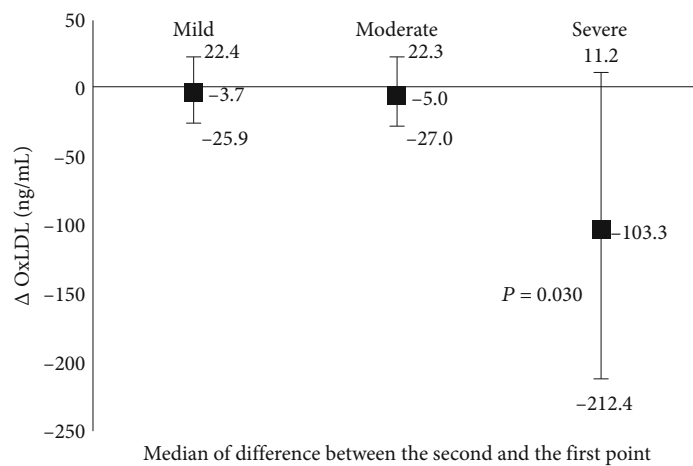 50
Mild
Moderate
Severe
22.4
22.3
11.2
0
−3.7
−5.0
−25.9
−27.0
−50
−100
−103.3
−150
P = 0.030
−200
−212.4
−250
Δ OxLDL (ng/mL)
Median of difference between the second and the first point